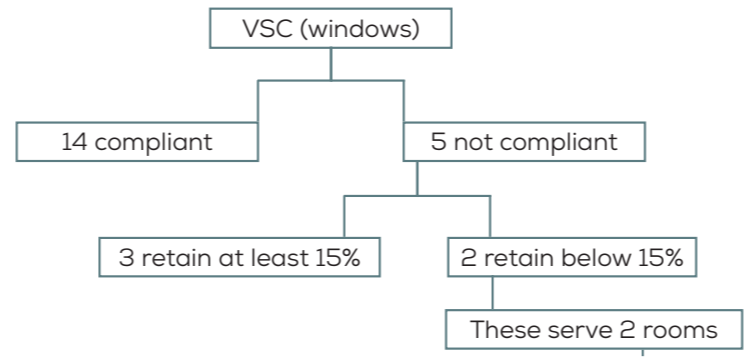 VSC (windows)
14 compliant
5 not compliant
3 retain at least 15%
2 retain below 15%
These serve 2 rooms